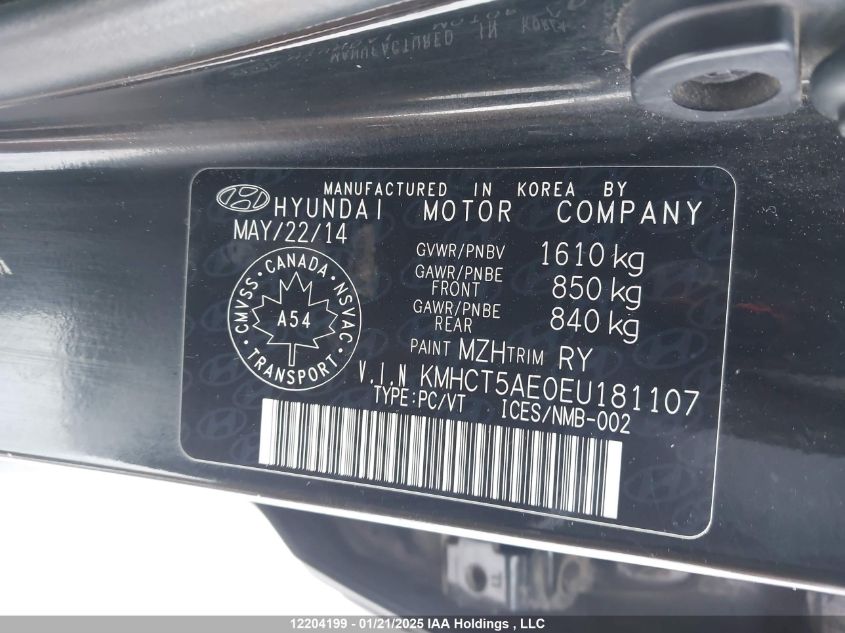 MANUFACTURED IN KOREA BY
HYUNDAI MOTOR COMPANY
MAY/22/14
GVWR/PNBV 1610 kg
GAWR/PNBE FRONT 850 kg
GAWR/PNBE REAR 840 kg
CMVSS · CANADA · NSVAC · TRANSPORT ·
A54
PAINT MZH TRIM RY
V.I.N KMHCT5AE0EU181107
TYPE:PC/VT ICES/NMB-002
12204199 - 01/21/2025 IAA Holdings , LLC